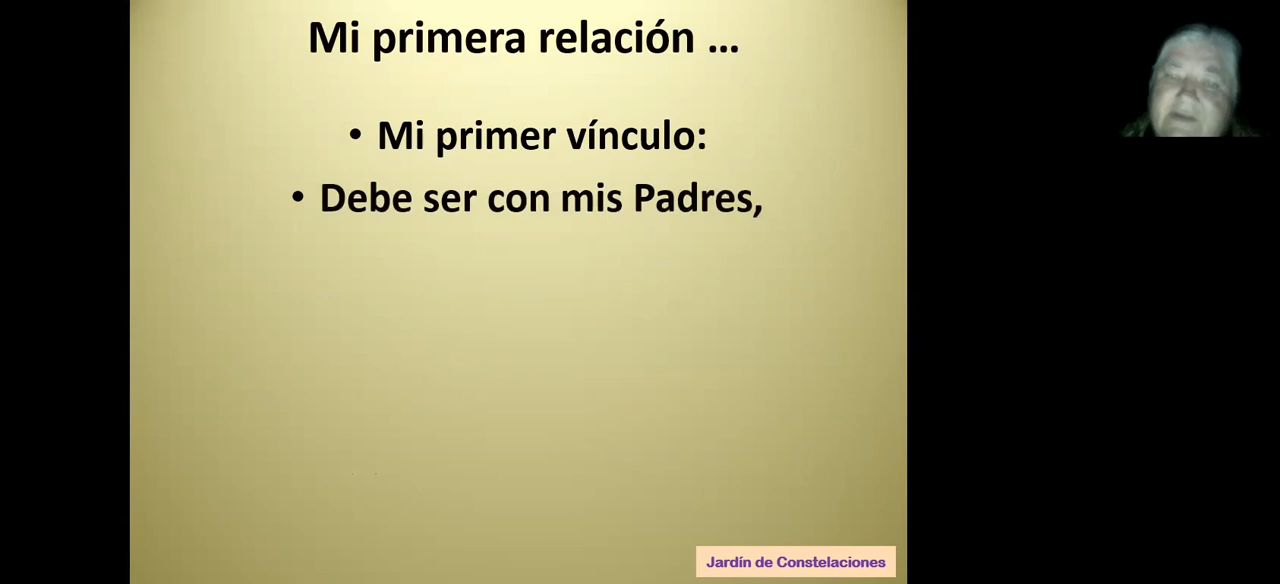 Mi primera relación ...
• Mi primer vínculo:
• Debe ser con mis Padres,
Jardín de Constelaciones